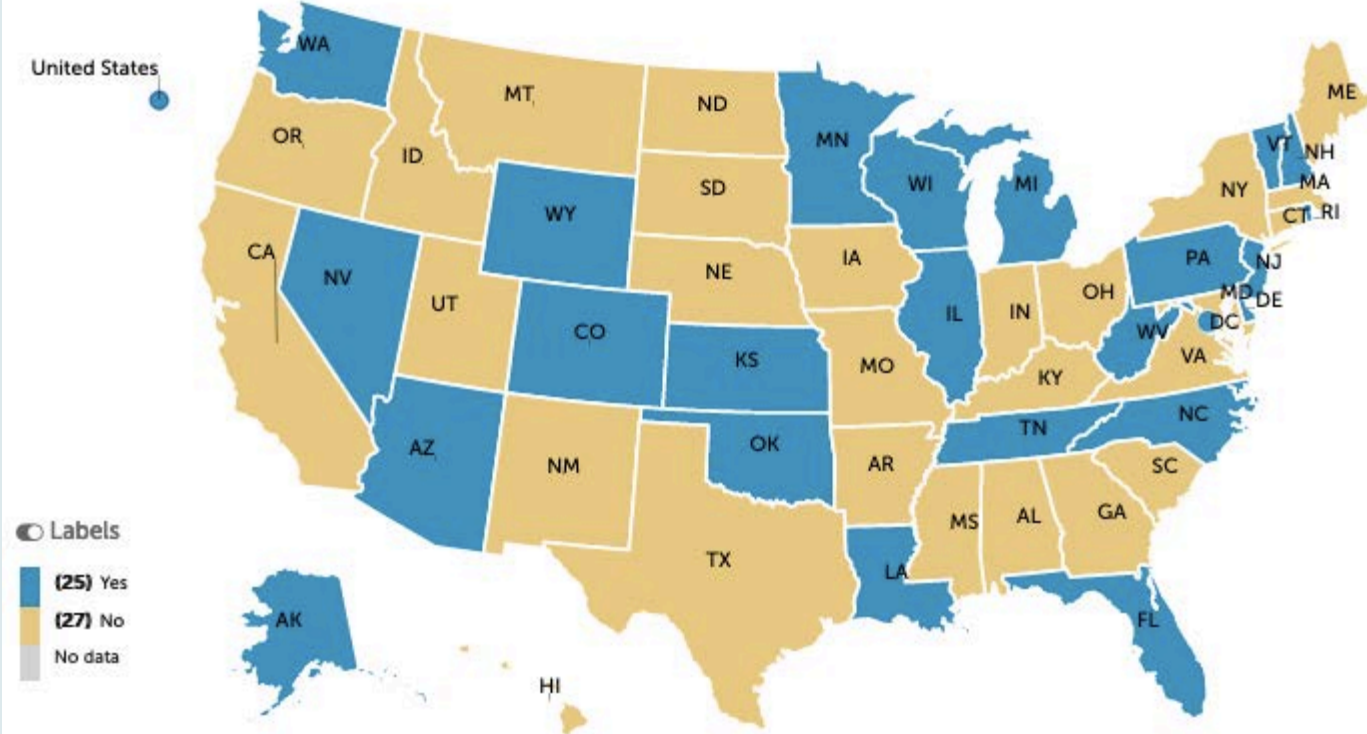 WA
United States
MT
ND
ME
OR
MN
VT
NH
ID
SD
WI
MI
MA
NY
WY
CT
RI
CA
NE
IA
PA
NJ
NV
UT
OH
MD
DE
IN
IL
DC
CO
WV
VA
KS
MO
KY
NC
TN
AZ
OK
NM
AR
SC
GA
AL
MS
Labels
TX
LA
(25) Yes
(27) No
AK
FL
No data
HI